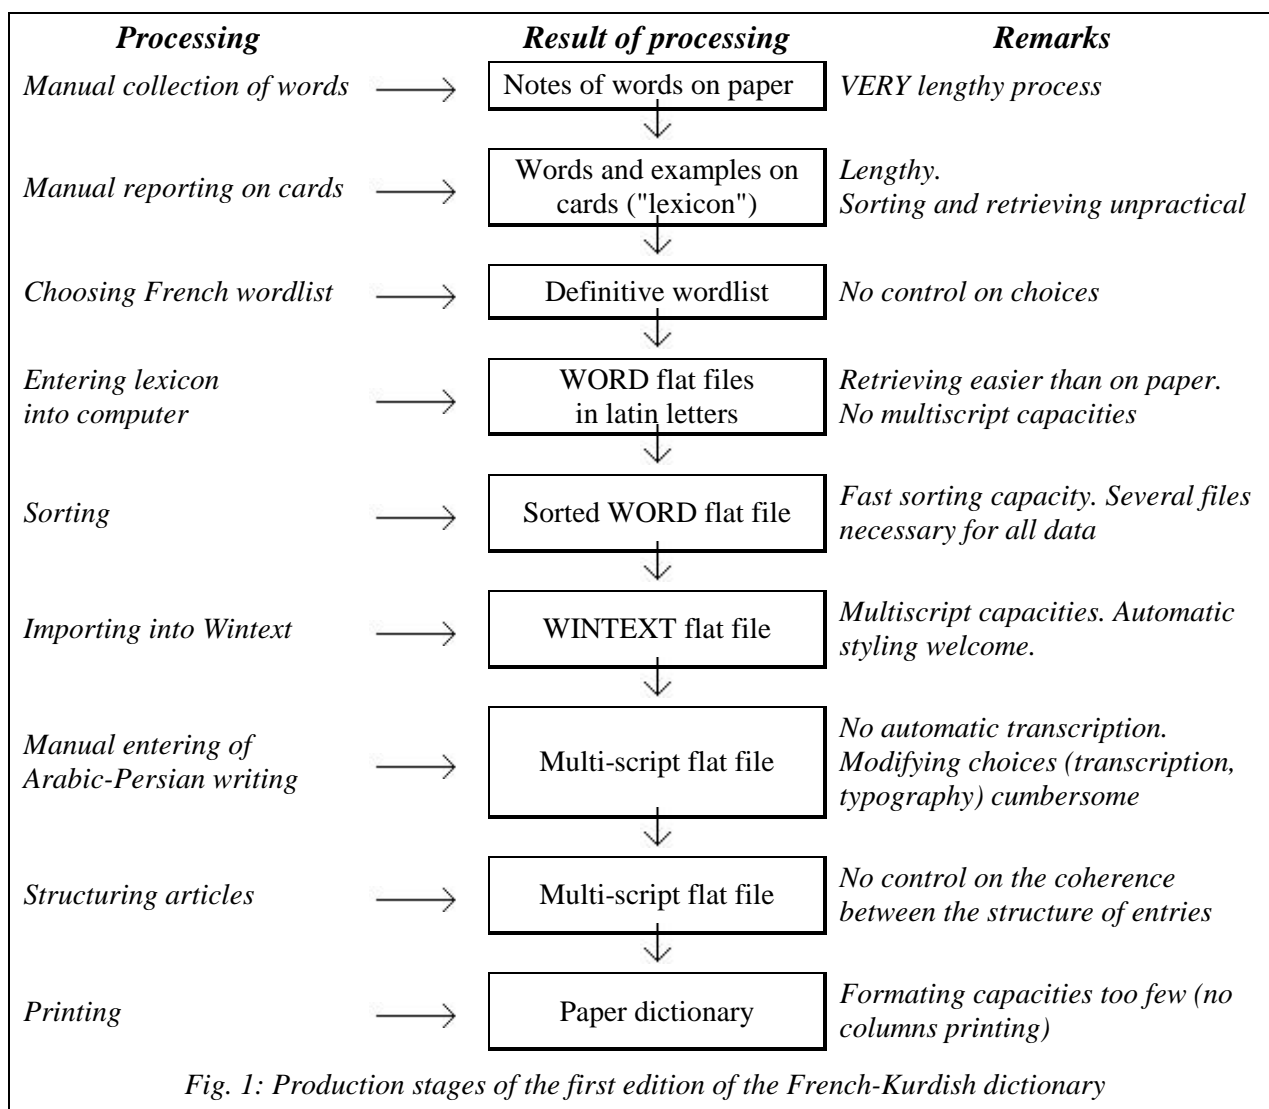 Processing Result of processing Remarks
Manual collection of words Notes of words on paper VERY lengthy process
Manual reporting on cards
Words and examples on
cards ("lexicon")
Lengthy.
Sorting and retrieving unpractical
Choosing French wordlist Definitive wordlist No control on choices
Entering lexicon
into computer
WORD flat files
in latin letters
Retrieving easier than on paper.
No multiscript capacities
Sorting
Sorted WORD flat file
Fast sorting capacity. Several files
necessary for all data
Importing into Wintext
WINTEXT flat file
Multiscript capacities. Automatic
styling welcome.
Manual entering of
Arabic-Persian writing
Multi-script flat file
No automatic transcription.
Modifying choices (transcription,
typography) cumbersome
Structuring articles
Multi-script flat file
No control on the coherence
between the structure of entries
Printing
Paper dictionary
Formating capacities too few (no
columns printing)
Fig. 1: Production stages of the first edition of the French-Kurdish dictionary